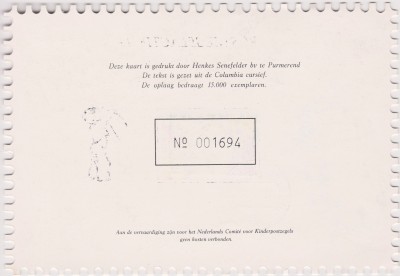 Deze kaart is gedrukt door Henkes Senefelder bv te Purmerend
De tekst is gezet uit de Columbia cursief.
De oplaag bedraagt 15.000 exemplaren.
Nº 001694
Aan de vervaardiging zijn voor het Nederlands Comité voor Kinderpostzegels
geen kosten verbonden.